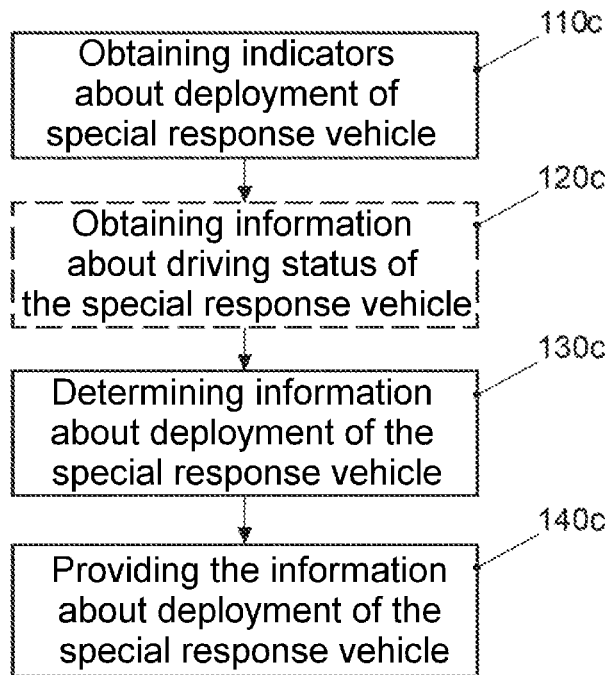 110c
Obtaining indicators
about deployment of
special response vehicle
120c
Obtaining information
about driving status of
the special response vehicle
130c
Determining information
about deployment of the
special response vehicle
140c
Providing the information
about deployment of the
special response vehicle